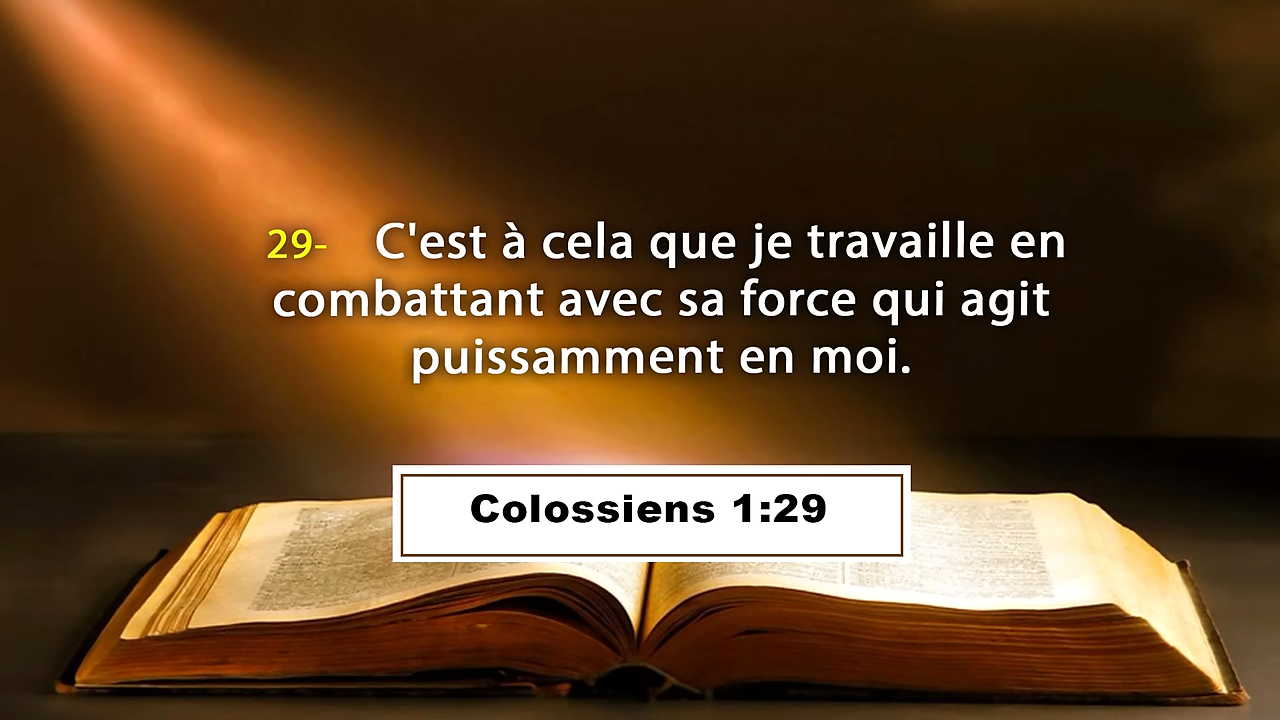 29- C'est à cela que je travaille en
combattant avec sa force qui agit
puissamment en moi.
Colossiens 1:29